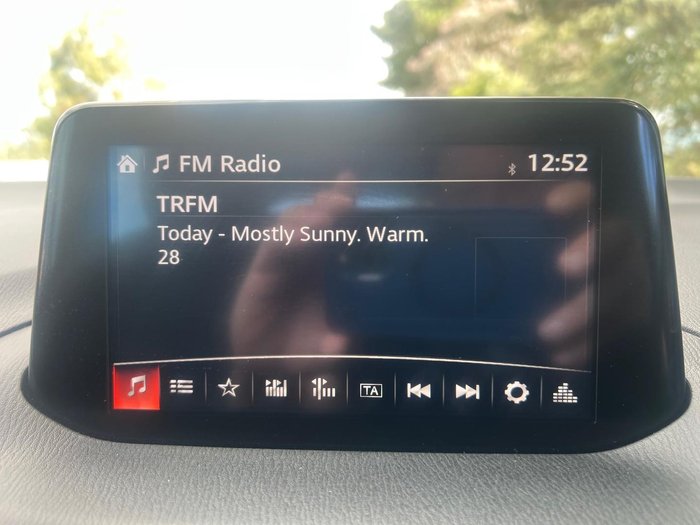 FM Radio
12:52
TRFM
Today - Mostly Sunny. Warm.
28
TA